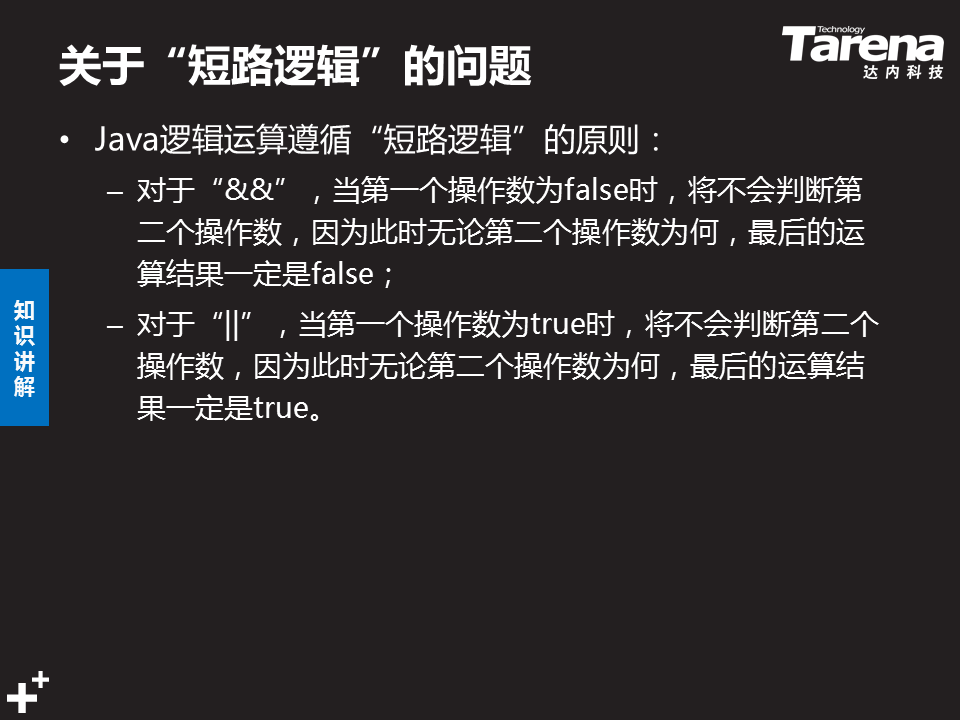 关于“短路逻辑”的问题
Technology
Tarena
达内科技
• Java逻辑运算遵循“短路逻辑”的原则：
– 对于“&&”，当第一个操作数为false时，将不会判断第
二个操作数，因为此时无论第二个操作数为何，最后的运
算结果一定是false；
– 对于“||”，当第一个操作数为true时，将不会判断第二个
操作数，因为此时无论第二个操作数为何，最后的运算结
果一定是true。
知
识
讲
解